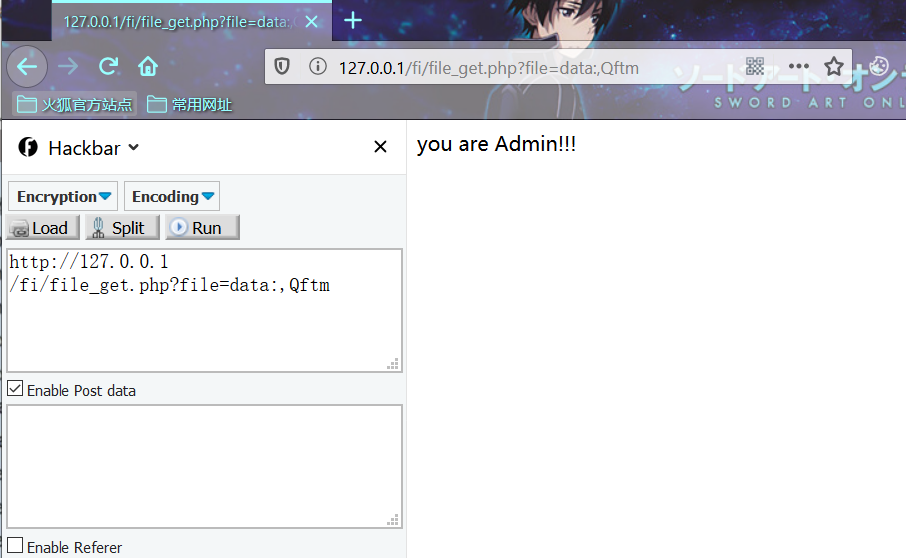 127.0.0.1/fi/file_get.php?file=data:,
127.0.0.1/fi/file_get.php?file=data:,Qftm
火狐官方站点 常用网址
ソードアート・オン
SWORD ART ONL
Hackbar
you are Admin!!!
Encryption Encoding
Load Split Run
http://127.0.0.1
/fi/file_get.php?file=data:,Qftm
Enable Post data
Enable Referer